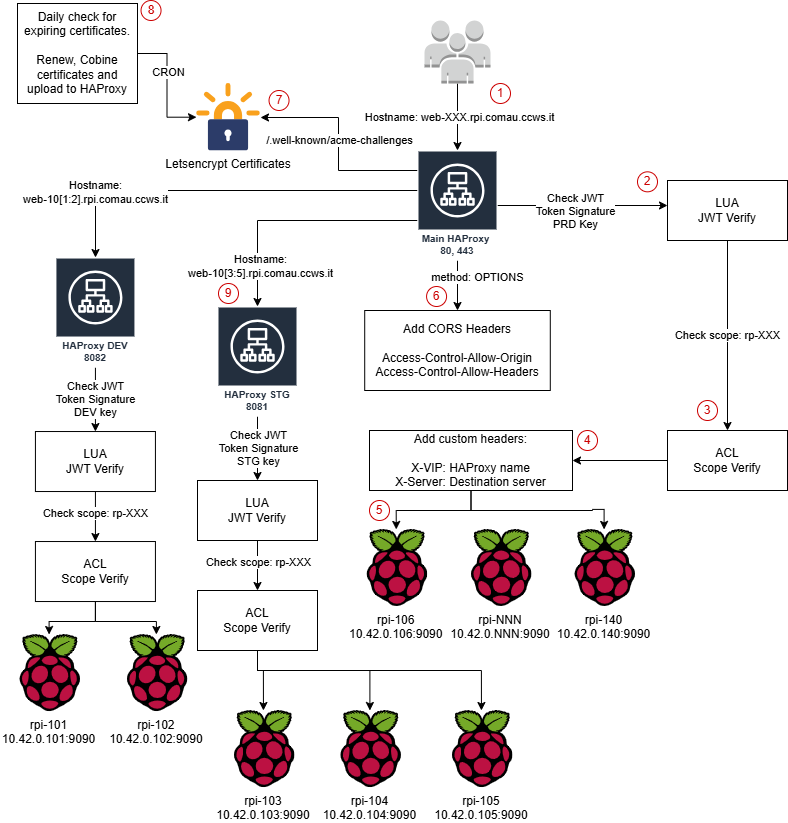 Daily check for
expiring certificates.
Renew, Cobine
certificates and
upload to HAProxy
8
CRON
7
Letsencrypt Certificates
/.well-known/acme-challenges
1
Hostname: web-XXX.rpi.comau.ccws.it
Main HAProxy
80, 443
2
Check JWT
Token Signature
PRD Key
LUA
JWT Verify
Check scope: rp-XXX
3
ACL
Scope Verify
4
Add custom headers:
X-VIP: HAProxy name
X-Server: Destination server
5
rpi-106
10.42.0.106:9090
rpi-NNN
10.42.0.NNN:9090
rpi-140
10.42.0.140:9090
method: OPTIONS
6
Add CORS Headers
Access-Control-Allow-Origin
Access-Control-Allow-Headers
Hostname:
web-10[1:2].rpi.comau.ccws.it
HAProxy DEV
8082
Check JWT
Token Signature
DEV key
LUA
JWT Verify
Check scope: rp-XXX
ACL
Scope Verify
rpi-101
10.42.0.101:9090
rpi-102
10.42.0.102:9090
Hostname:
web-10[3:5].rpi.comau.ccws.it
9
HAProxy STG
8081
Check JWT
Token Signature
STG key
LUA
JWT Verify
Check scope: rp-XXX
ACL
Scope Verify
rpi-103
10.42.0.103:9090
rpi-104
10.42.0.104:9090
rpi-105
10.42.0.105:9090